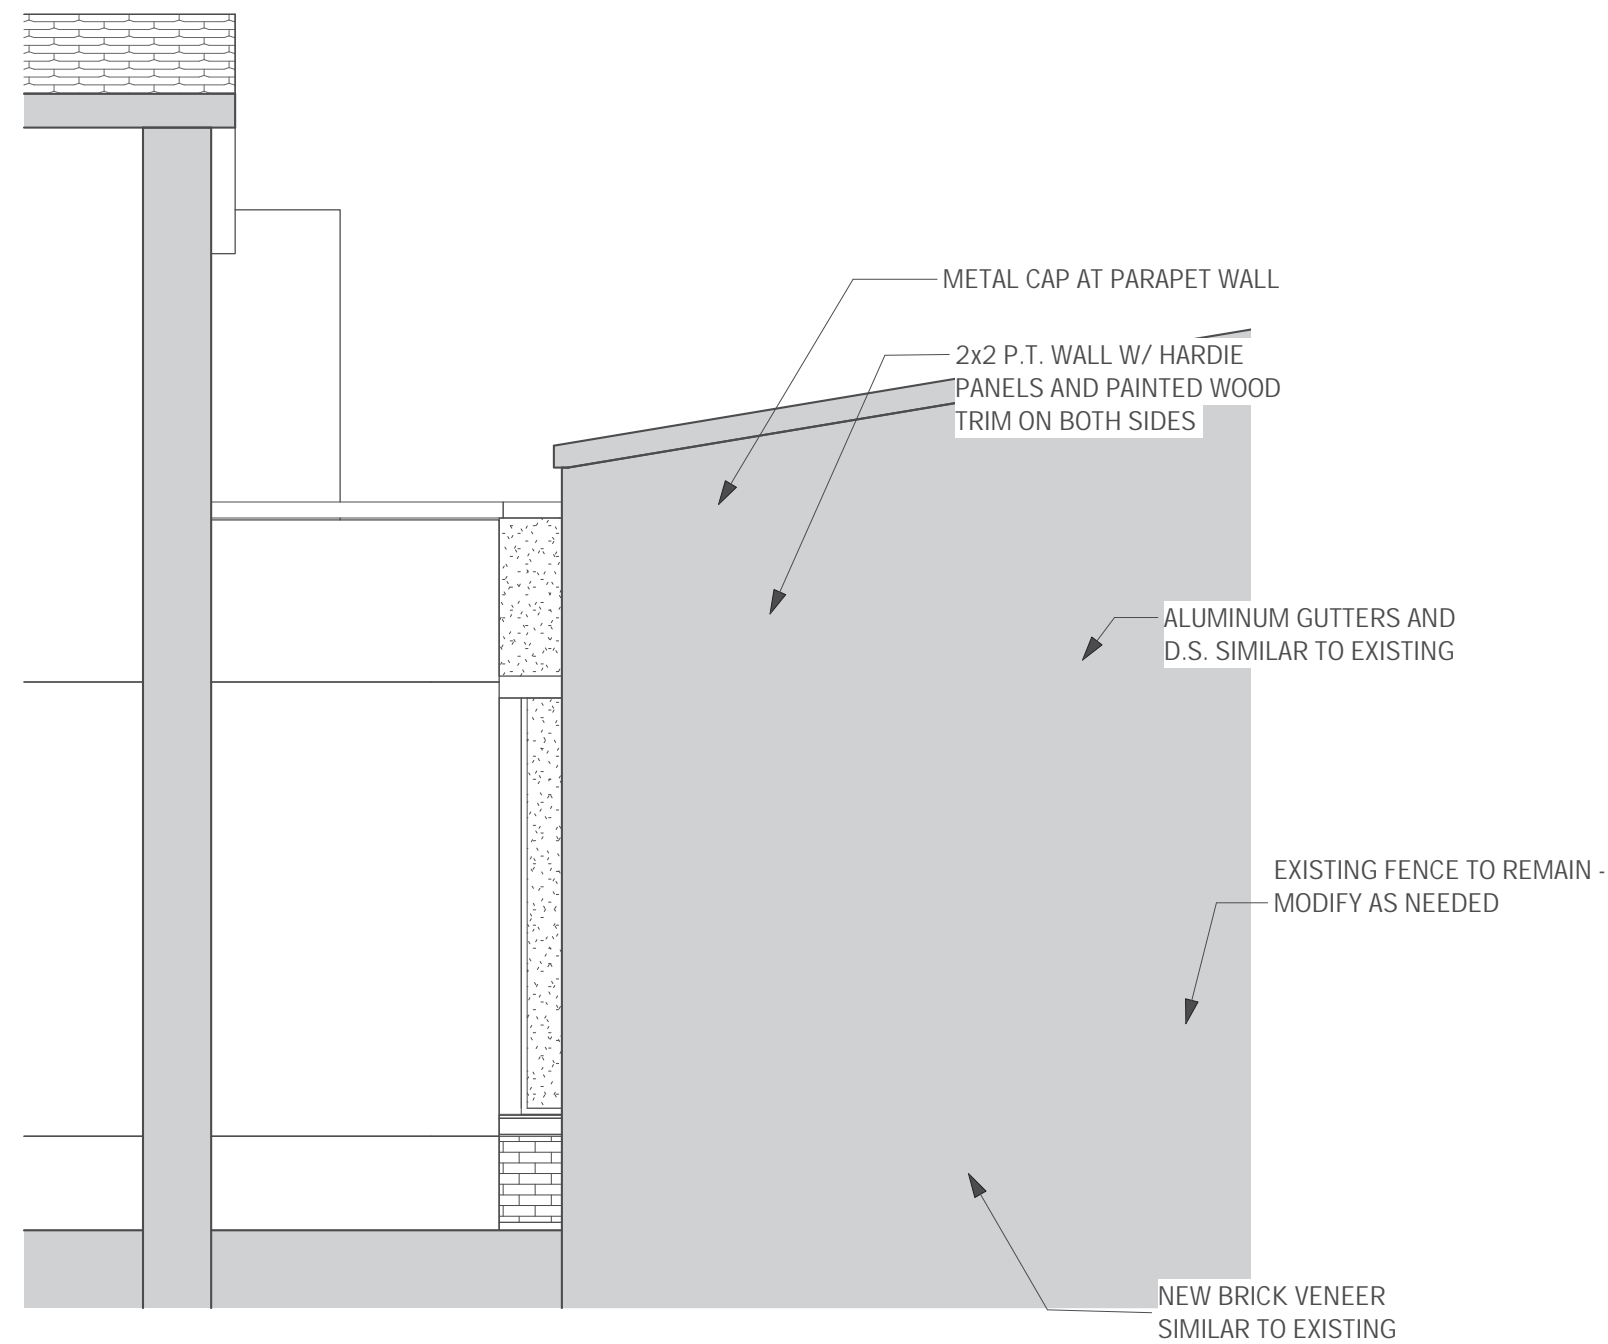 METAL CAP AT PARAPET WALL
2x2 P.T. WALL W/ HARDIE
PANELS AND PAINTED WOOD
TRIM ON BOTH SIDES
ALUMINUM GUTTERS AND
D.S. SIMILAR TO EXISTING
EXISTING FENCE TO REMAIN -
MODIFY AS NEEDED
NEW BRICK VENEER
SIMILAR TO EXISTING